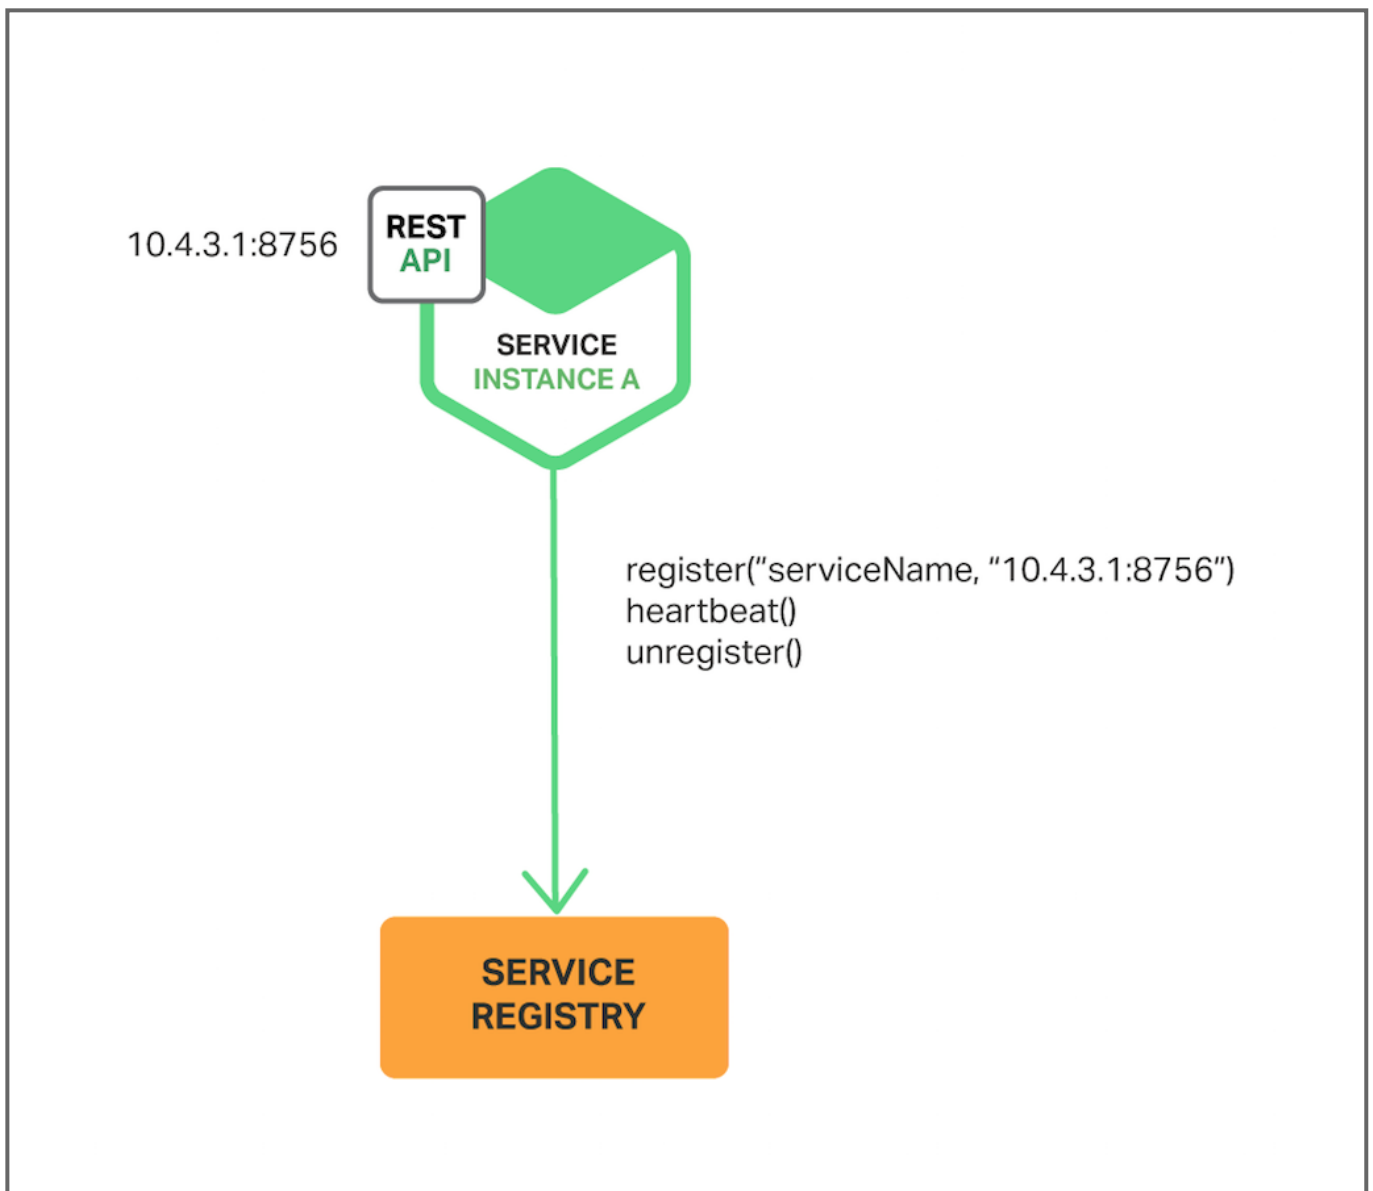 10.4.3.1:8756
REST
API
SERVICE
INSTANCE A
register("serviceName, “10.4.3.1:8756")
heartbeat()
unregister()
SERVICE
REGISTRY